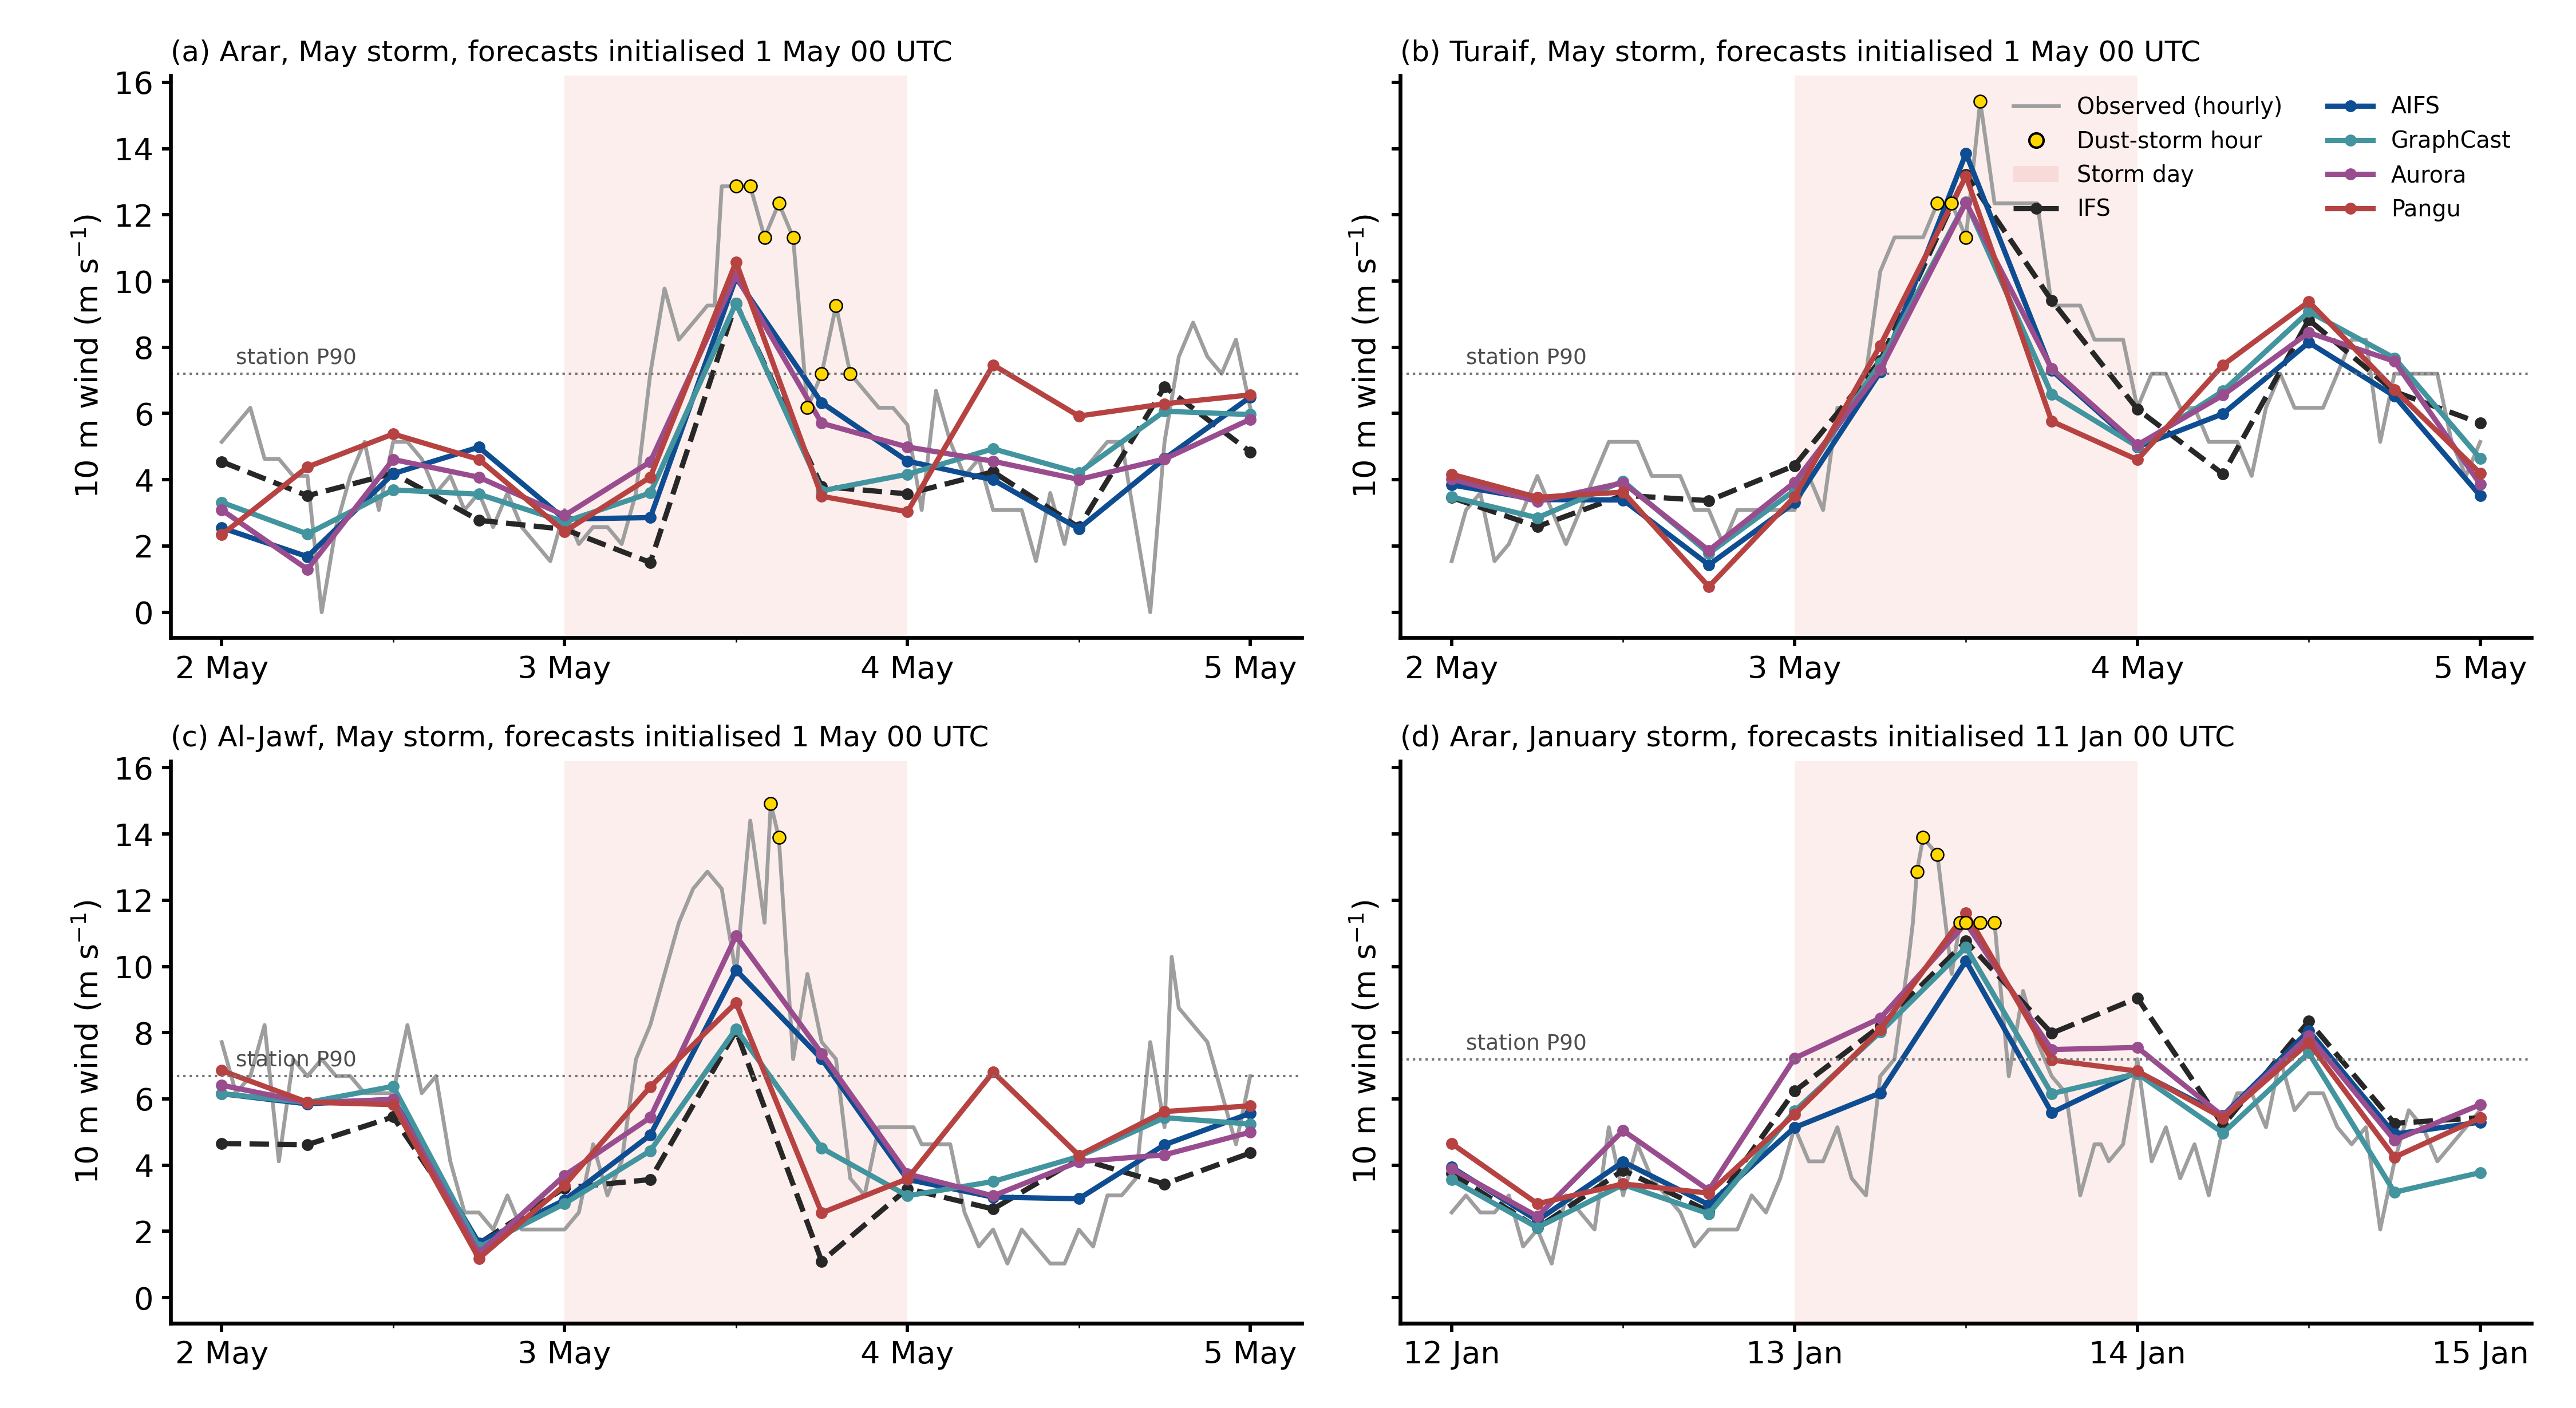 (a) Arar, May storm, forecasts initialised 1 May 00 UTC
16
14
12
10
8
6
4
2
0
10 m wind (m s⁻¹)
station P90
2 May
3 May
4 May
5 May
(b) Turaif, May storm, forecasts initialised 1 May 00 UTC
Observed (hourly)
Dust-storm hour
Storm day
IFS
AIFS
GraphCast
Aurora
Pangu
10 m wind (m s⁻¹)
station P90
2 May
3 May
4 May
5 May
(c) Al-Jawf, May storm, forecasts initialised 1 May 00 UTC
16
14
12
10
8
6
4
2
0
10 m wind (m s⁻¹)
station P90
2 May
3 May
4 May
5 May
(d) Arar, January storm, forecasts initialised 11 Jan 00 UTC
10 m wind (m s⁻¹)
station P90
12 Jan
13 Jan
14 Jan
15 Jan